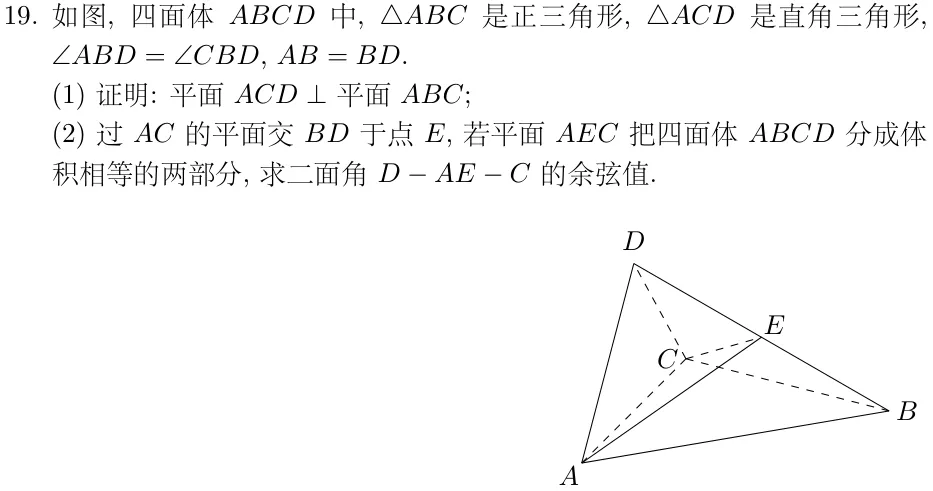 19. 如图, 四面体 ABCD 中, △ABC 是正三角形, △ACD 是直角三角形,
∠ABD = ∠CBD, AB = BD.
(1) 证明: 平面 ACD ⊥ 平面 ABC;
(2) 过 AC 的平面交 BD 于点 E, 若平面 AEC 把四面体 ABCD 分成体
积相等的两部分, 求二面角 D − AE − C 的余弦值.
D
E
C
B
A